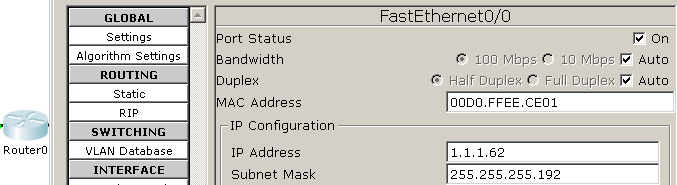 FastEthernet0/0
GLOBAL
Settings
Algorithm Settings
ROUTING
Static
RIP
SWITCHING
VLAN Database
INTERFACE
Router0
Port Status On
Bandwidth 100 Mbps 10 Mbps Auto
Duplex Half Duplex Full Duplex Auto
MAC Address 00D0.FFEE.CE01
IP Configuration
IP Address 1.1.1.62
Subnet Mask 255.255.255.192